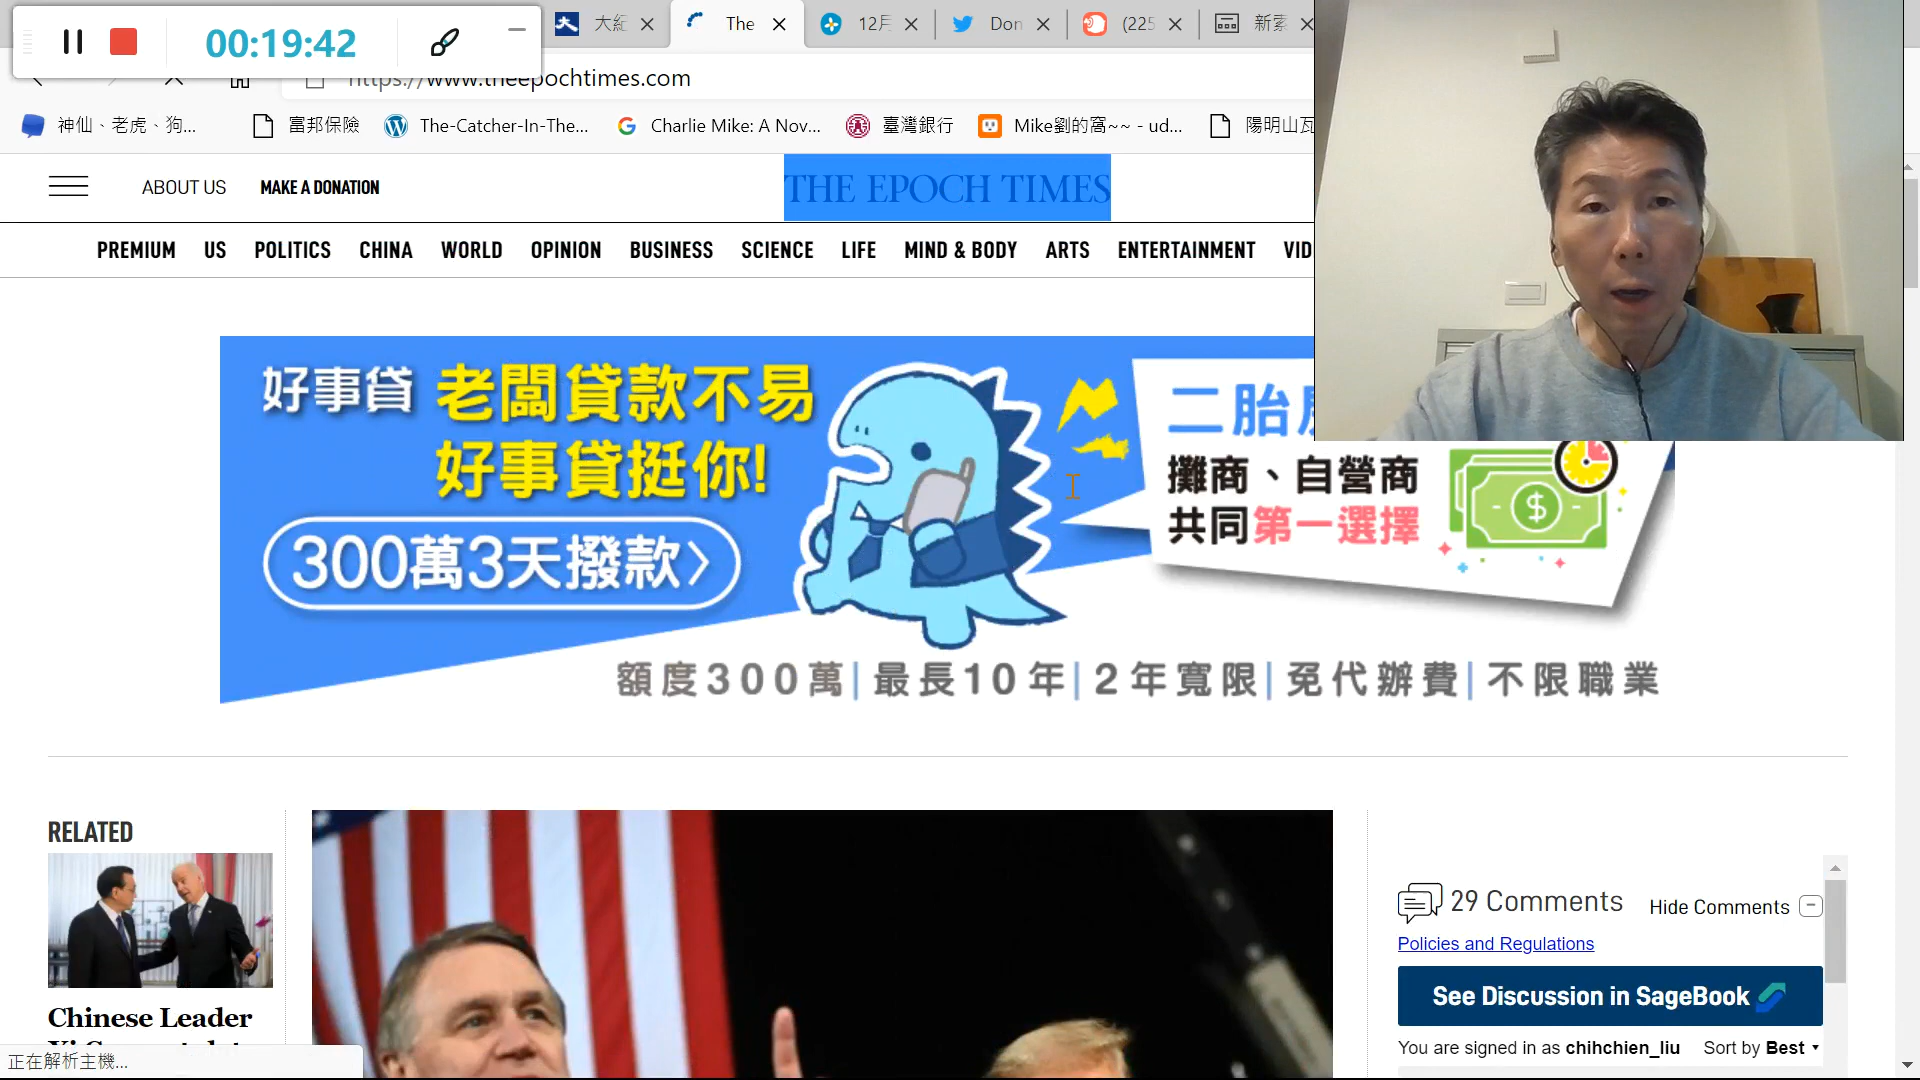 00:19:42
大紀
The
12月
Don
(225
新索
https://www.theepochtimes.com
神仙、老虎、狗...
富邦保險
The-Catcher-In-The...
Charlie Mike: A Nov...
臺灣銀行
Mike劉的窩~~ - ud...
陽明山瓦
ABOUT US
MAKE A DONATION
THE EPOCH TIMES
PREMIUM US POLITICS CHINA WORLD OPINION BUSINESS SCIENCE LIFE MIND & BODY ARTS ENTERTAINMENT VID
好事貸 老闆貸款不易
好事貸挺你!
300萬3天撥款>
二胎
攤商、自營商
共同第一選擇
額度300萬|最長10年|2年寬限|免代辦費|不限職業
RELATED
Chinese Leader
29 Comments
Hide Comments
Policies and Regulations
See Discussion in SageBook
You are signed in as chihchien_liu
Sort by Best
正在解析主機...